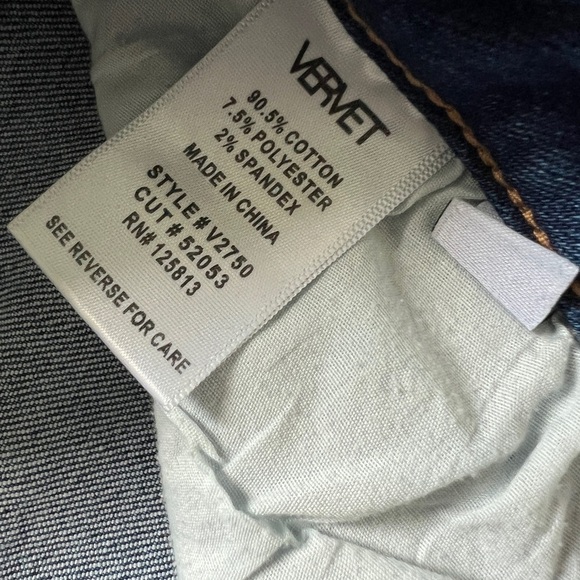 VERVET
90.5% COTTON
7.5% POLYESTER
2% SPANDEX
MADE IN CHINA
STYLE # V2750
CUT # 52053
RN# 125813
SEE REVERSE FOR CARE